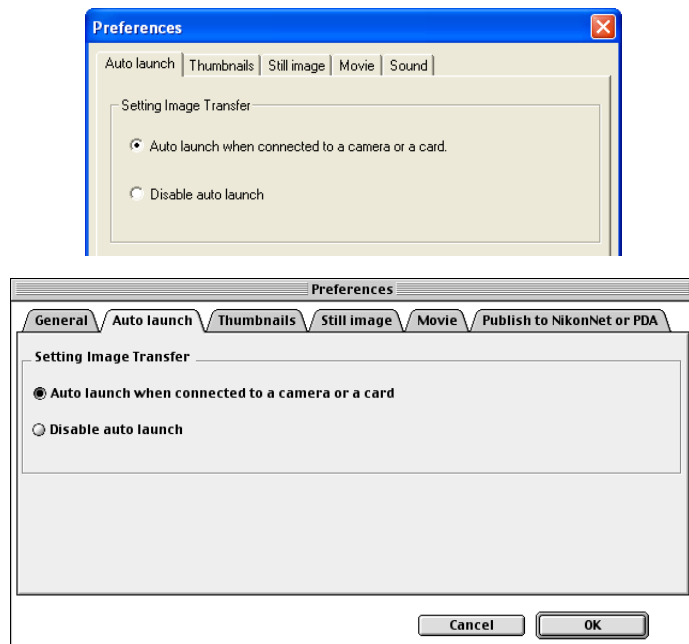 Preferences
Auto launch Thumbnails Still image Movie Sound
Setting Image Transfer
Auto launch when connected to a camera or a card.
Disable auto launch
Preferences
General Auto launch Thumbnails Still image Movie Publish to NikonNet or PDA
Setting Image Transfer
Auto launch when connected to a camera or a card
Disable auto launch
Cancel OK